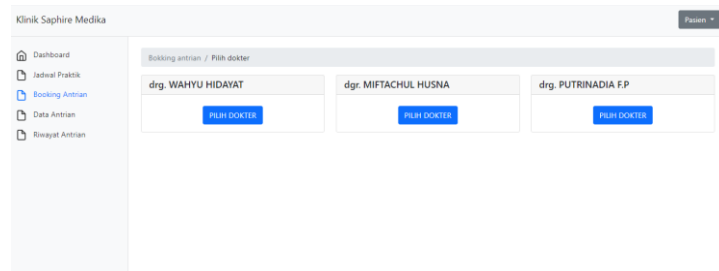 Klinik Saphire Medika
Pasien
Dashboard
Jadwal Praktik
Booking Antrian
Data Antrian
Riwayat Antrian
Bokking antrian / Pilih dokter
drg. WAHYU HIDAYAT
PILIH DOKTER
dgr. MIFTACHUL HUSNA
PILIH DOKTER
drg. PUTRINADIA F.P
PILIH DOKTER